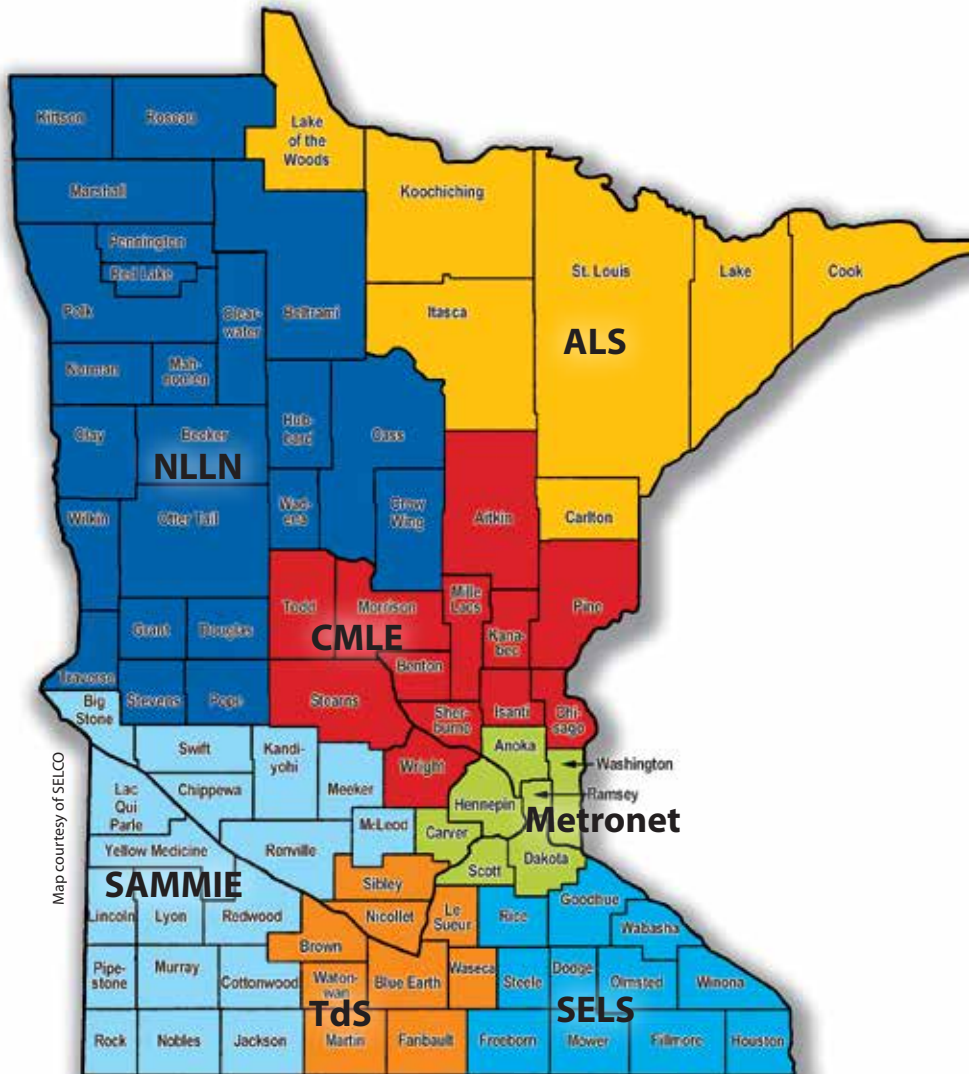 Kittson
Roseau
Lake
of the
Woods
Marshall
Koochiching
Pennington
Red Lake
St. Louis
Lake
Cook
Polk
Clear-
water
Beltrami
Itasca
ALS
Norman
Mah-
nomen
Hub-
bard
Cass
Clay
Becker
NLLN
Wad-
ena
Crow
Wing
Aitkin
Carlton
Wilkin
Otter Tail
Todd
Morrison
Mille
Lacs
Pine
Grant
Douglas
CMLE
Kana-
bec
Benton
Traverse
Big
Stone
Stevens
Pope
Stearns
Sher-
burne
Isanti
Chi-
sago
Swift
Kandi-
yohi
Anoka
Washington
Wright
Lac
Qui
Parle
Chippewa
Meeker
Hennepin
Ramsey
Metronet
McLeod
Carver
Yellow Medicine
Renville
Dakota
Scott
SAMMIE
Sibley
Lincoln
Lyon
Redwood
Nicollet
Le
Sueur
Rice
Goodhue
Wabasha
Brown
Pipe-
stone
Murray
Cottonwood
Waton-
wan
Blue Earth
Waseca
Steele
Dodge
Olmsted
Winona
TdS
SELS
Rock
Nobles
Jackson
Martin
Faribault
Freeborn
Mower
Fillmore
Houston
Map courtesy of SELCO